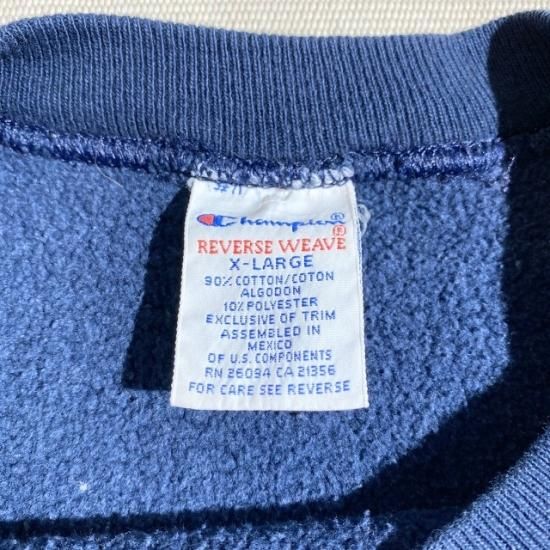 Champion®
REVERSE WEAVE®
X-LARGE
90% COTTON/COTON
ALGODON
10% POLYESTER
EXCLUSIVE OF TRIM
ASSEMBLED IN
MEXICO
OF U.S. COMPONENTS
RN 26094 CA 21356
FOR CARE SEE REVERSE